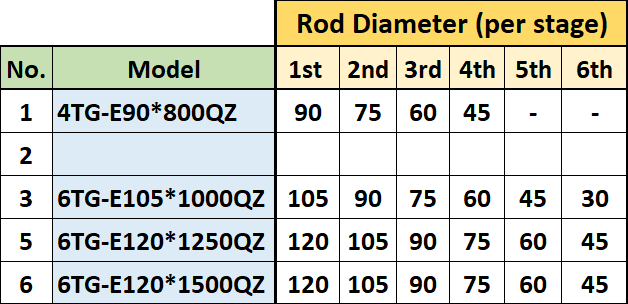 Rod Diameter (per stage)
No. Model 1st 2nd 3rd 4th 5th 6th
1 4TG-E90*800QZ 90 75 60 45 - -
2
3 6TG-E105*1000QZ 105 90 75 60 45 30
5 6TG-E120*1250QZ 120 105 90 75 60 45
6 6TG-E120*1500QZ 120 105 90 75 60 45